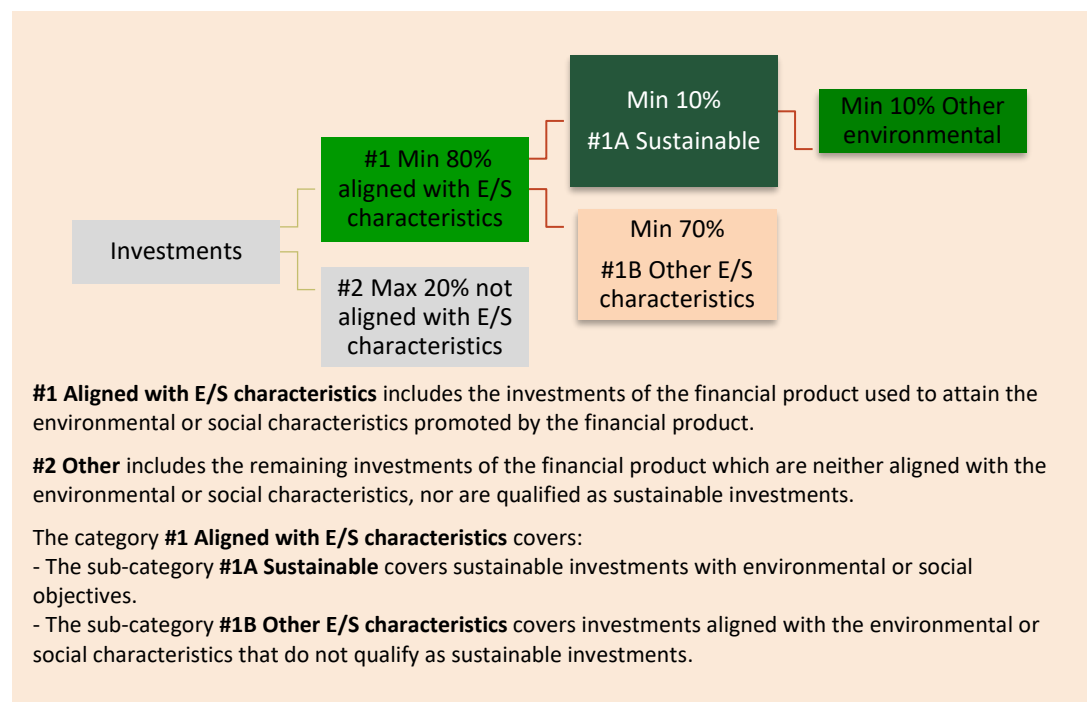 Min 10%
#1A Sustainable
Min 10% Other
environmental
#1 Min 80%
aligned with E/S
characteristics
Investments
Min 70%
#1B Other E/S
characteristics
#2 Max 20% not
aligned with E/S
characteristics
#1 Aligned with E/S characteristics includes the investments of the financial product used to attain the
environmental or social characteristics promoted by the financial product.
#2 Other includes the remaining investments of the financial product which are neither aligned with the
environmental or social characteristics, nor are qualified as sustainable investments.
The category #1 Aligned with E/S characteristics covers:
- The sub-category #1A Sustainable covers sustainable investments with environmental or social
objectives.
- The sub-category #1B Other E/S characteristics covers investments aligned with the environmental or
social characteristics that do not qualify as sustainable investments.